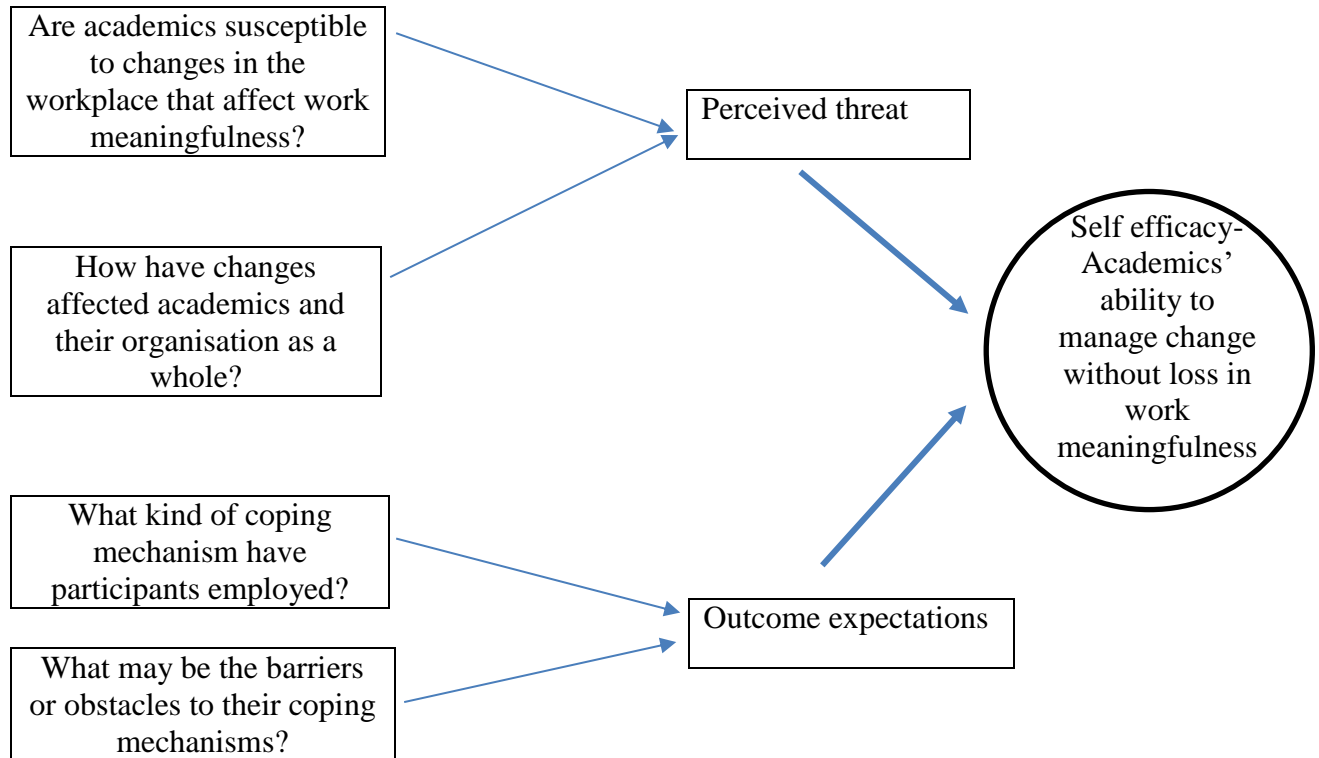 Are academics susceptible
to changes in the
workplace that affect work
meaningfulness?
Perceived threat
How have changes
affected academics and
their organisation as a
whole?
Self efficacy-
Academics’
ability to
manage change
without loss in
work
meaningfulness
What kind of coping
mechanism have
participants employed?
Outcome expectations
What may be the barriers
or obstacles to their coping
mechanisms?